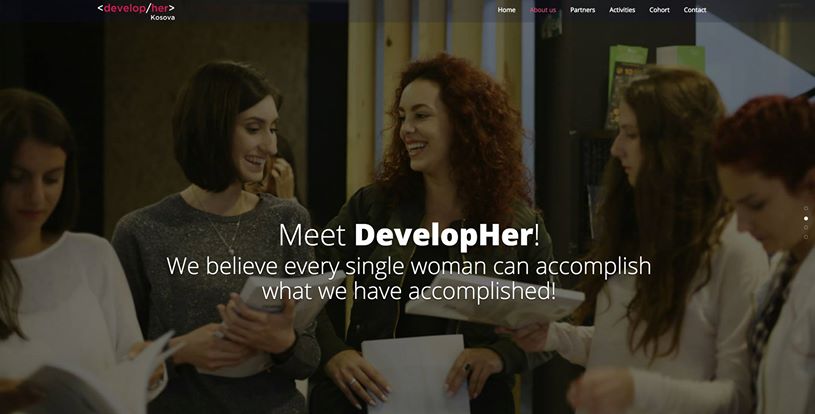 <develop/her>
Kosova
Home About us Partners Activities Cohort Contact
Meet DevelopHer!
We believe every single woman can accomplish
what we have accomplished!